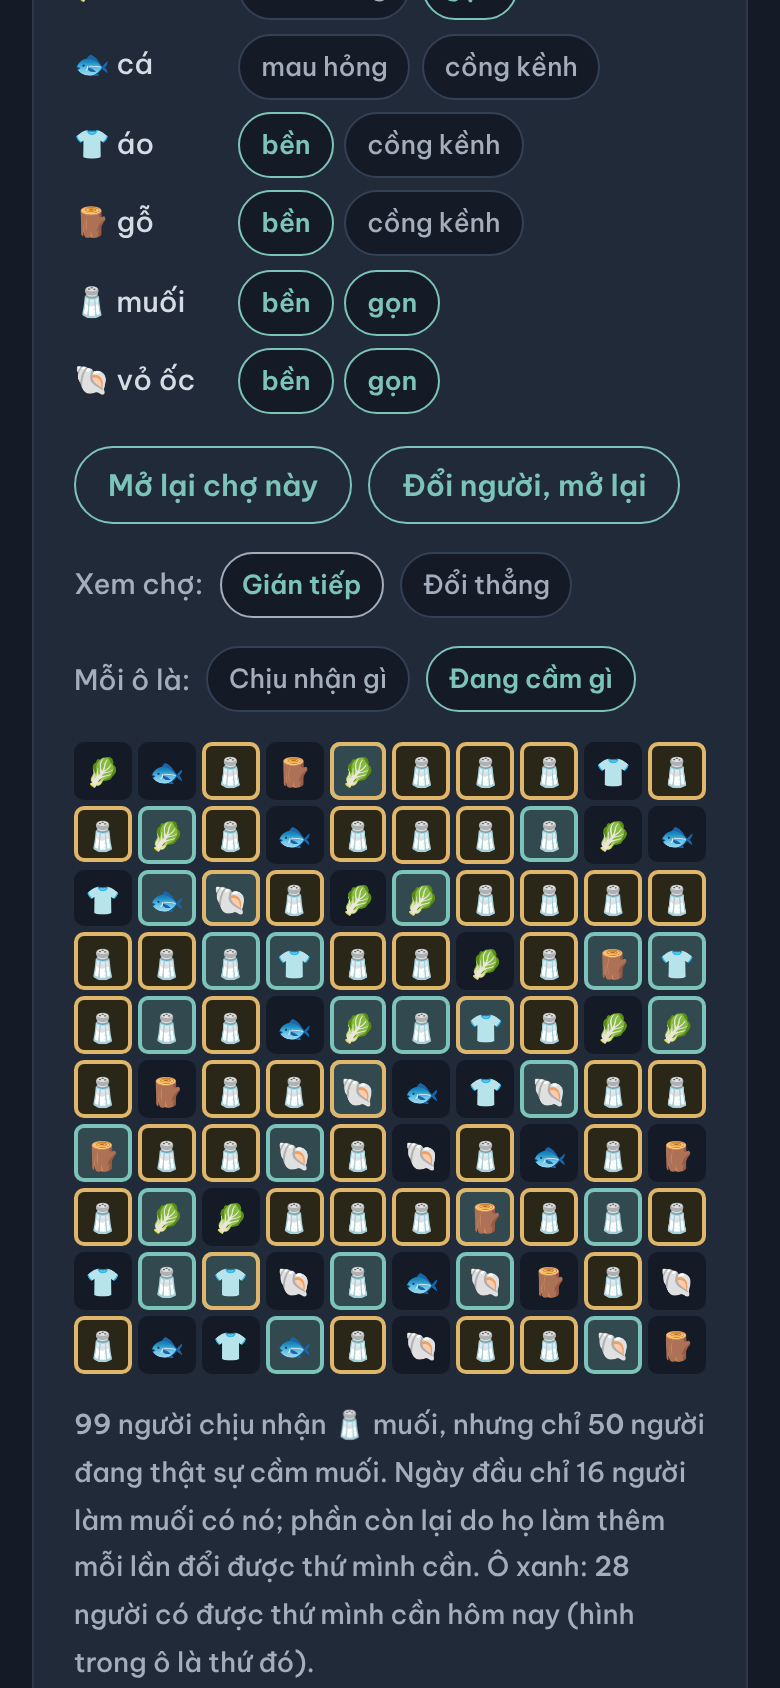 cá mau hỏng cồng kềnh
áo bền cồng kềnh
gỗ bền cồng kềnh
muối bền gọn
vỏ ốc bền gọn
Mở lại chợ này Đổi người, mở lại
Xem chợ: Gián tiếp Đổi thẳng
Mỗi ô là: Chịu nhận gì Đang cầm gì
99 người chịu nhận muối, nhưng chỉ 50 người
đang thật sự cầm muối. Ngày đầu chỉ 16 người
làm muối có nó; phần còn lại do họ làm thêm
mỗi lần đổi được thứ mình cần. Ô xanh: 28
người có được thứ mình cần hôm nay (hình
trong ô là thứ đó).